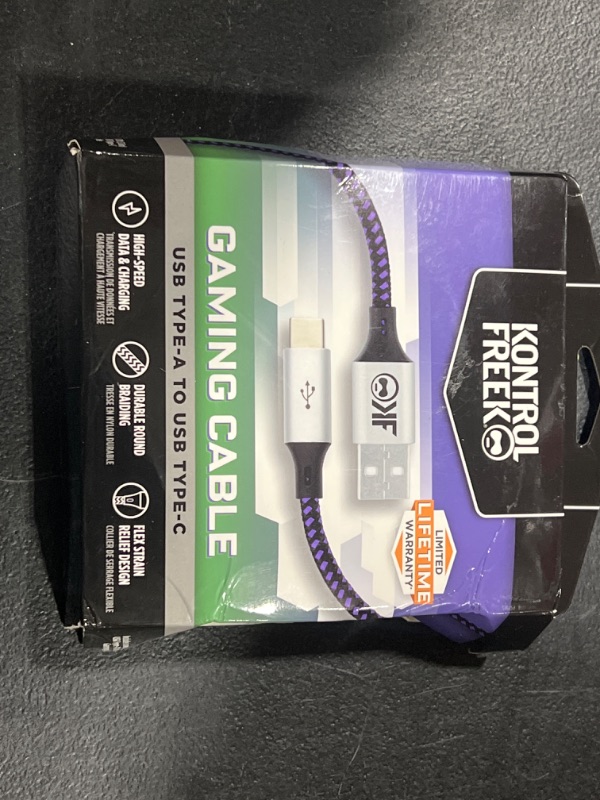 KONTROL
FREEK
LIMITED
LIFETIME
WARRANTY*
KF
GAMING CABLE
USB TYPE-A TO USB TYPE-C
HIGH-SPEED
DATA & CHARGING
TRANSMISSION DE DONNÉES ET
CHARGEMENT À HAUTE VITESSE
DURABLE ROUND
BRAIDING
TRESSE EN NYLON DURABLE
FLEX STRAIN
RELIEF DESIGN
COLLIER DE SERRAGE FLEXIBLE